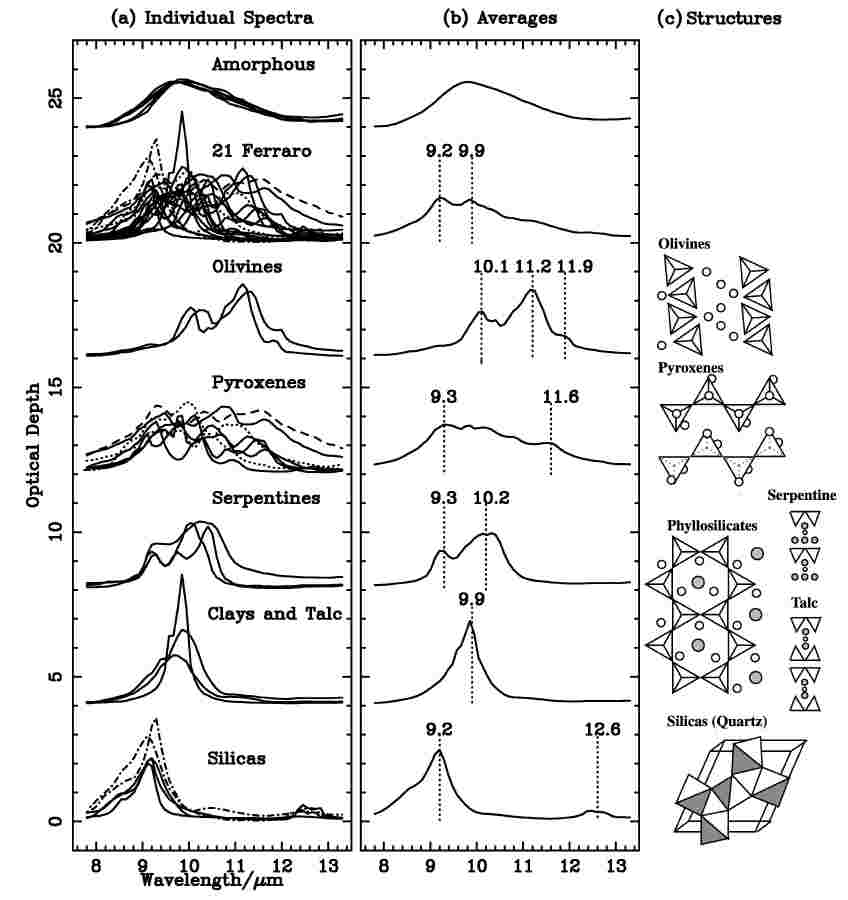 (a) Individual Spectra
(b) Averages
(c) Structures
Optical Depth
25
20
15
10
5
0
Amorphous
21 Ferraro
Olivines
Pyroxenes
Serpentines
Clays and Talc
Silicas
8 9 10 11 12 13
Wavelength/μm
9.2 9.9
10.1 11.2 11.9
9.3 11.6
9.3 10.2
9.9
9.2 12.6
8 9 10 11 12 13
Olivines
Pyroxenes
Serpentine
Phyllosilicates
Talc
Silicas (Quartz)